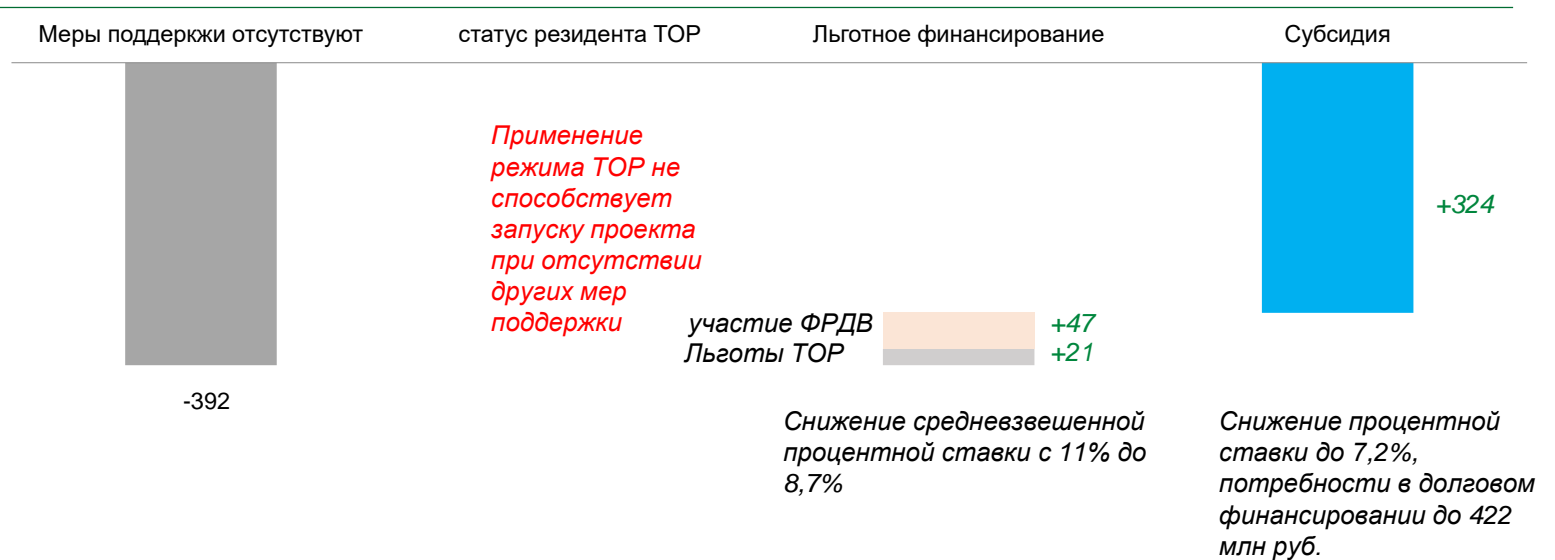 Меры поддеркжи отсутствуют
статус резидента ТОР
Льготное финансирование
Субсидия
Применение
режима ТОР не
способствует
запуску проекта
при отсутствии
других мер
поддержки
+324
участие ФРДВ
+47
Льготы ТОР
+21
-392
Снижение средневзвешенной
процентной ставки с 11% до
8,7%
Снижение процентной
ставки до 7,2%,
потребности в долговом
финансировании до 422
млн руб.